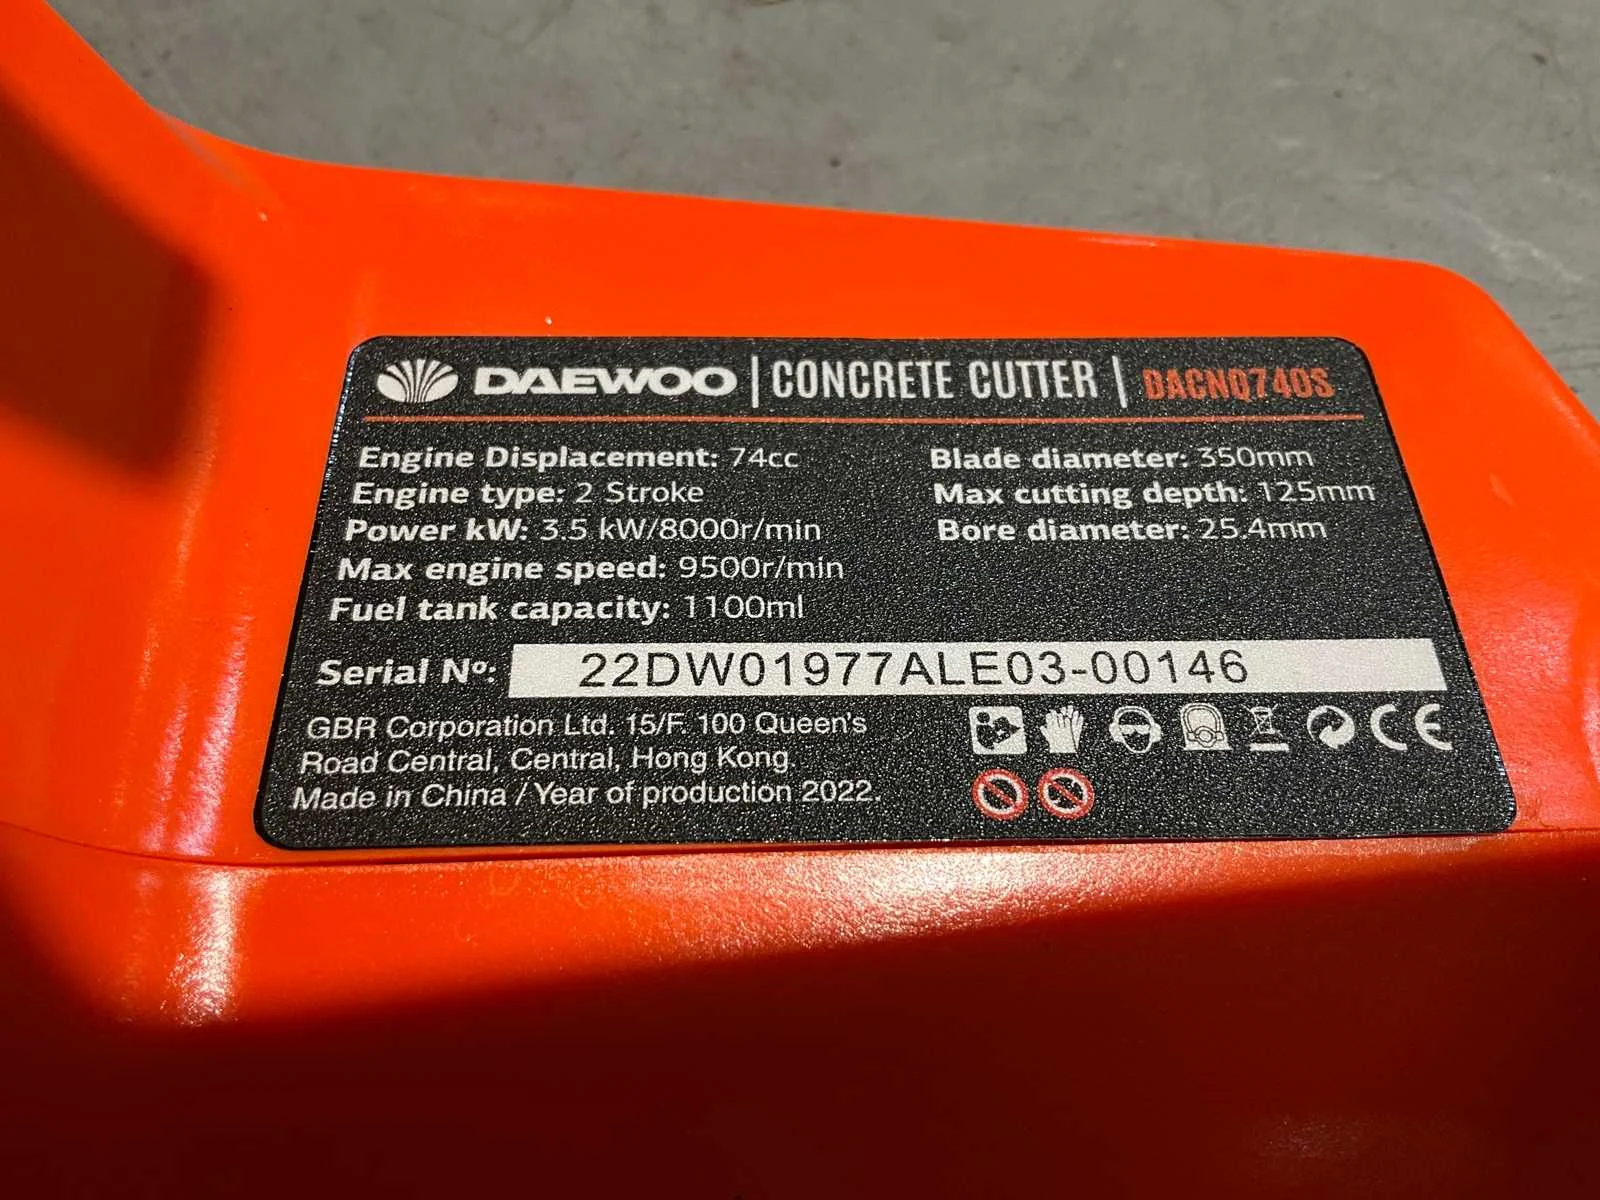 DAEWOO | CONCRETE CUTTER | DACNQ740S
Engine Displacement: 74cc
Engine type: 2 Stroke
Power kW: 3.5 kW/8000r/min
Max engine speed: 9500r/min
Fuel tank capacity: 1100ml
Blade diameter: 350mm
Max cutting depth: 125mm
Bore diameter: 25.4mm
Serial Nº: 22DW01977ALE03-00146
GBR Corporation Ltd. 15/F. 100 Queen's
Road Central, Central, Hong Kong.
Made in China / Year of production 2022.
CE